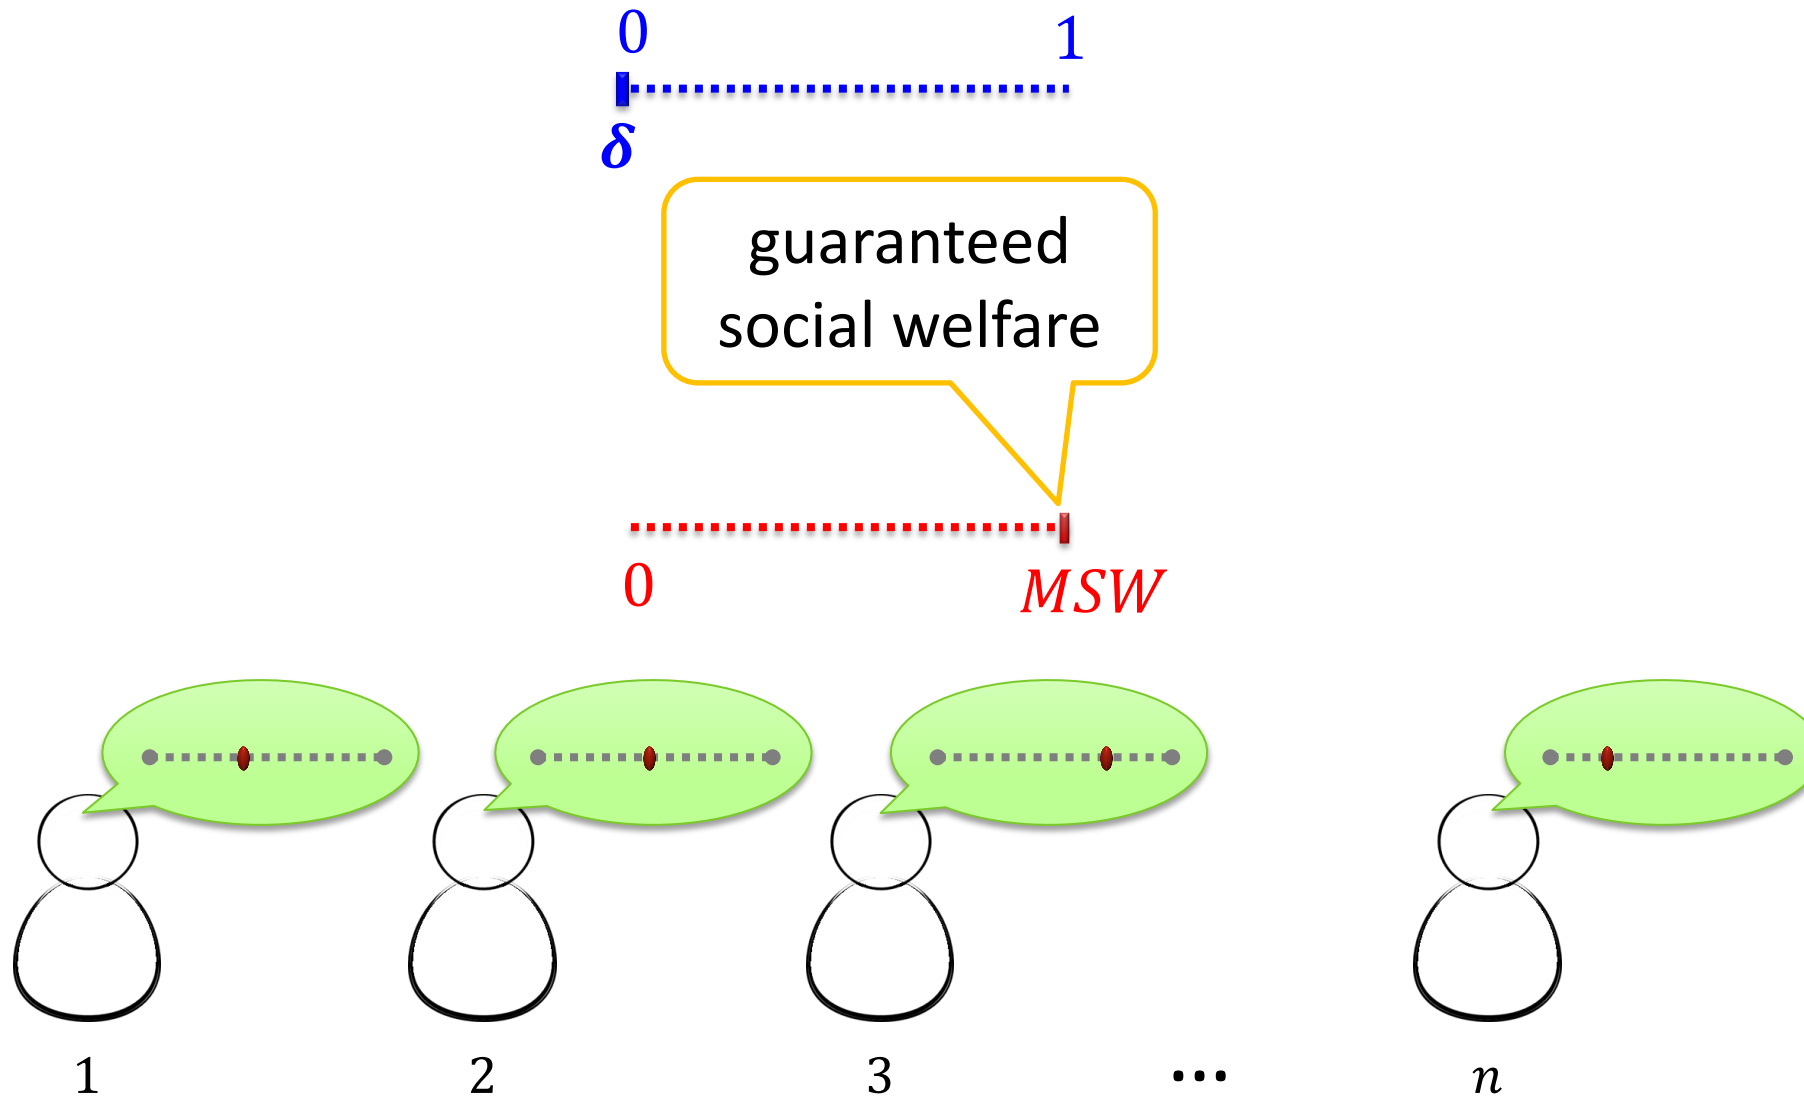 0 1
δ
guaranteed
social welfare
0 MSW
1 2 3 ... n